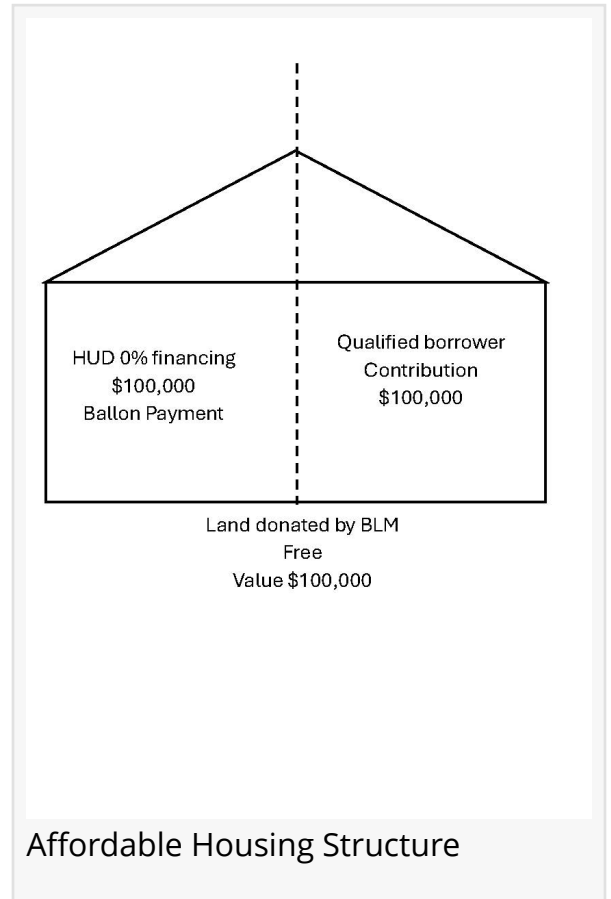 HUD 0% financing
$100,000
Ballon Payment
Qualified borrower
Contribution
$100,000
Land donated by BLM
Free
Value $100,000
Affordable Housing Structure